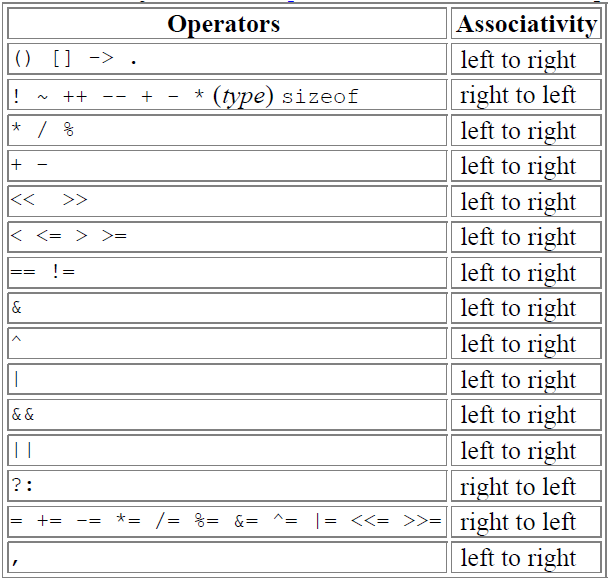 Operators Associativity
() [] -> . left to right
! ~ ++ -- + - * (type) sizeof right to left
* / % left to right
+ - left to right
<< >> left to right
< <= > >= left to right
== != left to right
& left to right
^ left to right
| left to right
&& left to right
|| left to right
?: right to left
= += -= *= /= %= &= ^= |= <<= >>= right to left
, left to right